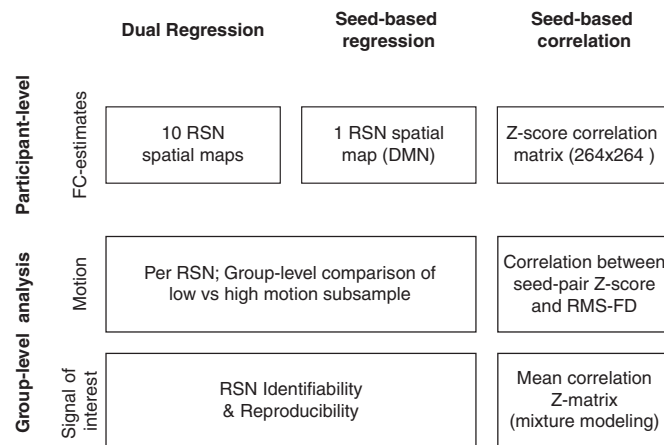 Dual Regression
Seed-based
regression
Seed-based
correlation
Participant-level
FC-estimates
10 RSN
spatial maps
1 RSN spatial
map (DMN)
Z-score correlation
matrix (264x264 )
Group-level analysis
Motion
Per RSN; Group-level comparison of
low vs high motion subsample
Correlation between
seed-pair Z-score
and RMS-FD
Signal of
interest
RSN Identifiability
& Reproducibility
Mean correlation
Z-matrix
(mixture modeling)